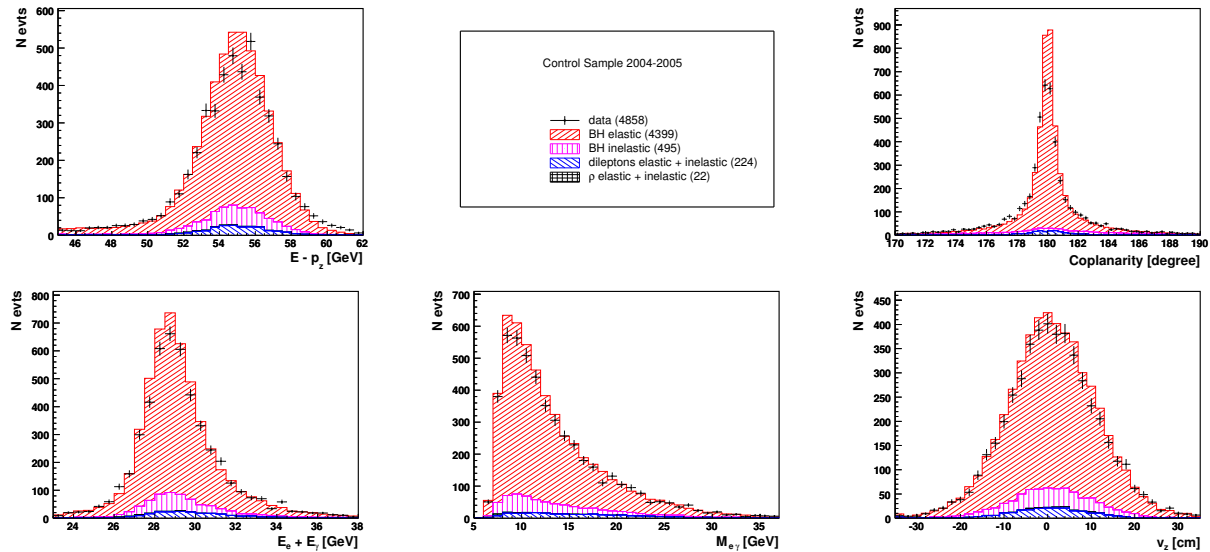 N evts
600
500
400
300
200
100
0
46 48 50 52 54 56 58 60 62
E - p_z [GeV]
Control Sample 2004-2005
data (4858)
BH elastic (4399)
BH inelastic (495)
dileptons elastic + inelastic (224)
ρ elastic + inelastic (22)
N evts
900
800
700
600
500
400
300
200
100
0
170 172 174 176 178 180 182 184 186 188 190
Coplanarity [degree]
N evts
800
700
600
500
400
300
200
100
0
24 26 28 30 32 34 36 38
E_e + E_γ [GeV]
N evts
700
600
500
400
300
200
100
0
5 10 15 20 25 30 35
M_eγ [GeV]
N evts
450
400
350
300
250
200
150
100
50
0
-30 -20 -10 0 10 20 30
v_z [cm]